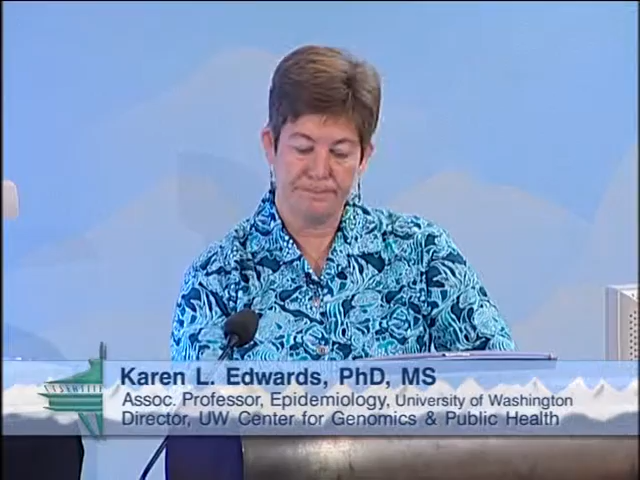 Karen L. Edwards, PhD, MS
Assoc. Professor, Epidemiology, University of Washington
Director, UW Center for Genomics & Public Health